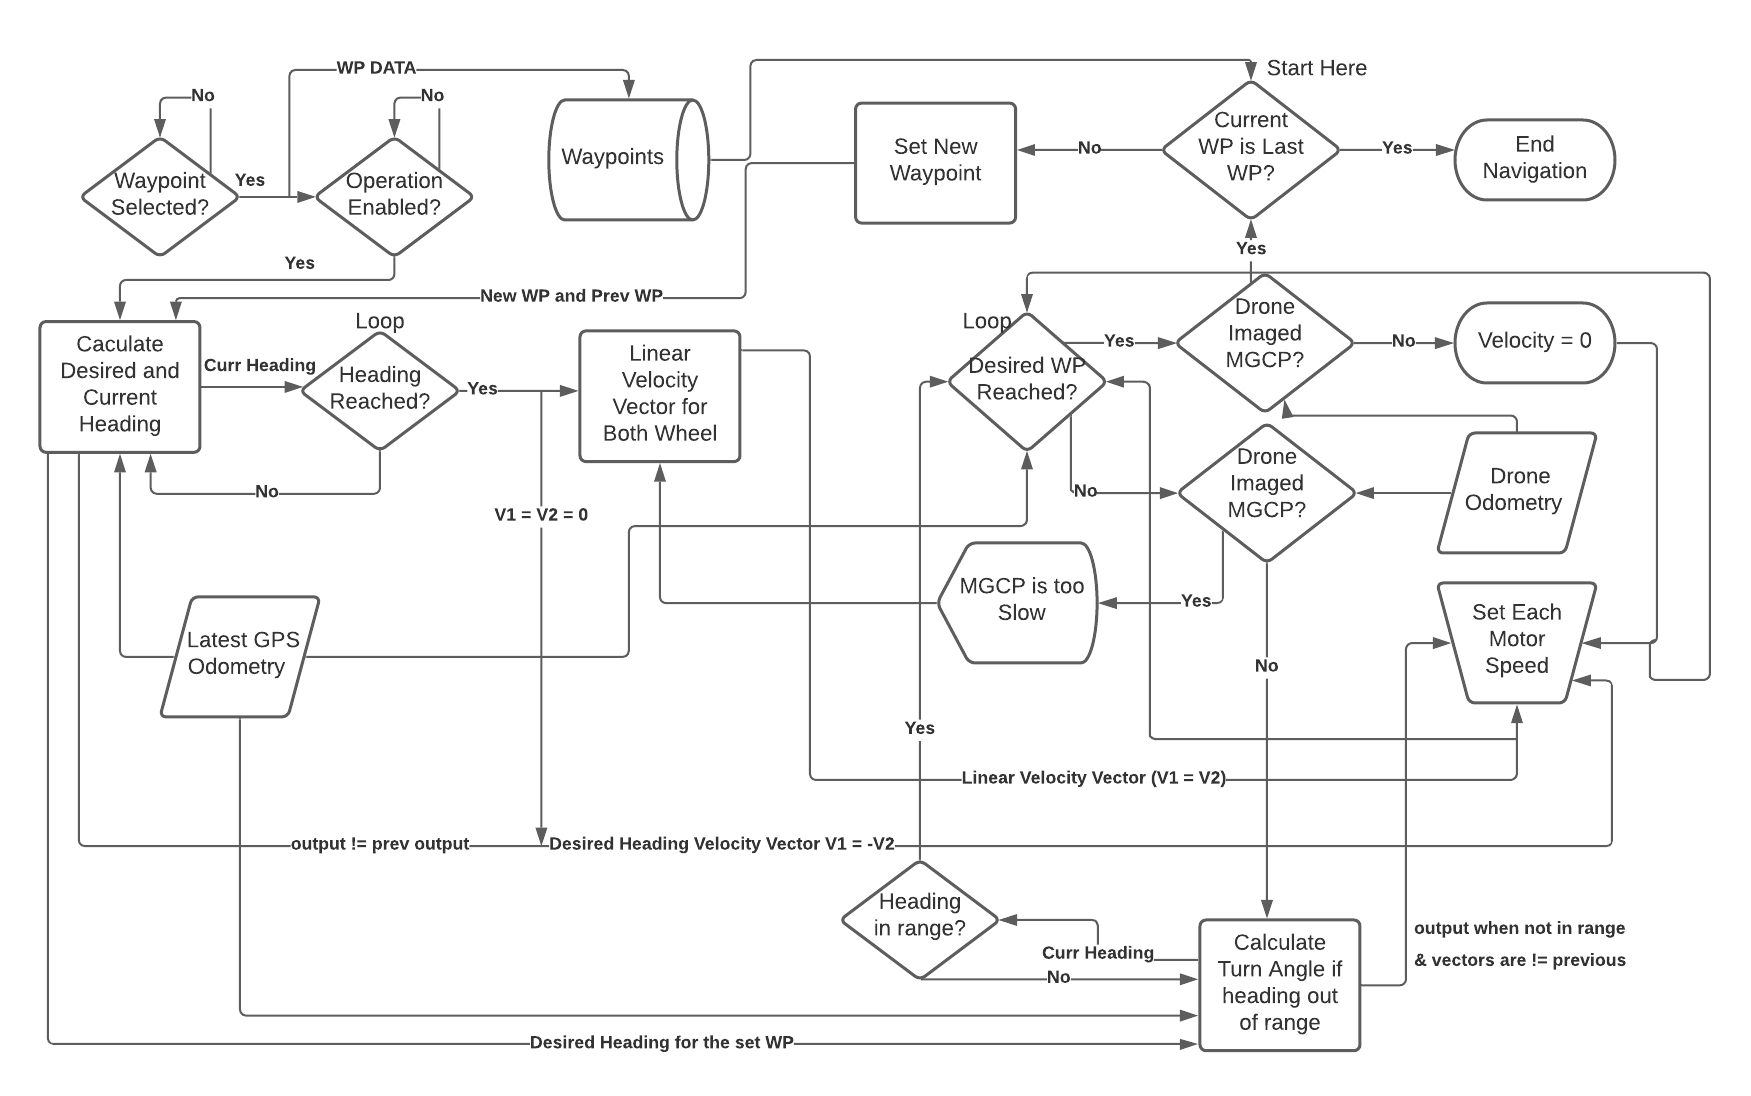 WP DATA
Start Here
No
No
Waypoint
Selected?
Yes
Operation
Enabled?
Waypoints
Set New
Waypoint
No
Current
WP is Last
WP?
Yes
End
Navigation
Yes
Yes
New WP and Prev WP
Caculate
Desired and
Current
Heading
Curr Heading
Loop
Heading
Reached?
Yes
No
Linear
Velocity
Vector for
Both Wheel
V1 = V2 = 0
Loop
Desired WP
Reached?
Yes
Drone
Imaged
MGCP?
No
Velocity = 0
No
Drone
Imaged
MGCP?
Drone
Odometry
MGCP is too
Slow
Yes
Set Each
Motor
Speed
Latest GPS
Odometry
No
Yes
Linear Velocity Vector (V1 = V2)
output != prev output
Desired Heading Velocity Vector V1 = -V2
Heading
in range?
Curr Heading
No
Calculate
Turn Angle if
heading out
of range
output when not in range
& vectors are != previous
Desired Heading for the set WP